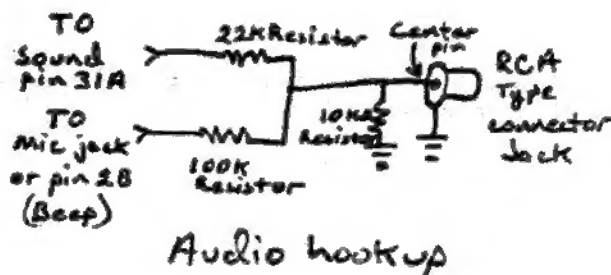 TO
Sound
pin 31A
22K Resistor
Center
pin
RCA
Type
connector
Jack
TO
Mic jack
or pin 2B
(Beep)
100K
Resistor
10K
Resistor
Audio hookup